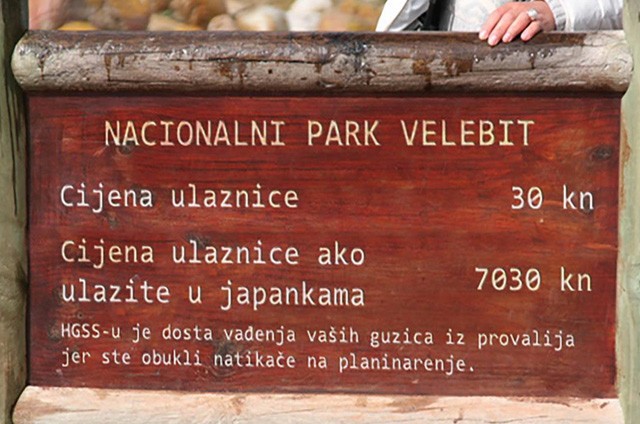 NACIONALNI PARK VELEBIT
Cijena ulaznice 30 kn
Cijena ulaznice ako
ulazite u japankama 7030 kn
HGSS-u je dosta vađenja vaših guzica iz provalija
jer ste obukli natikače na planinarenje.